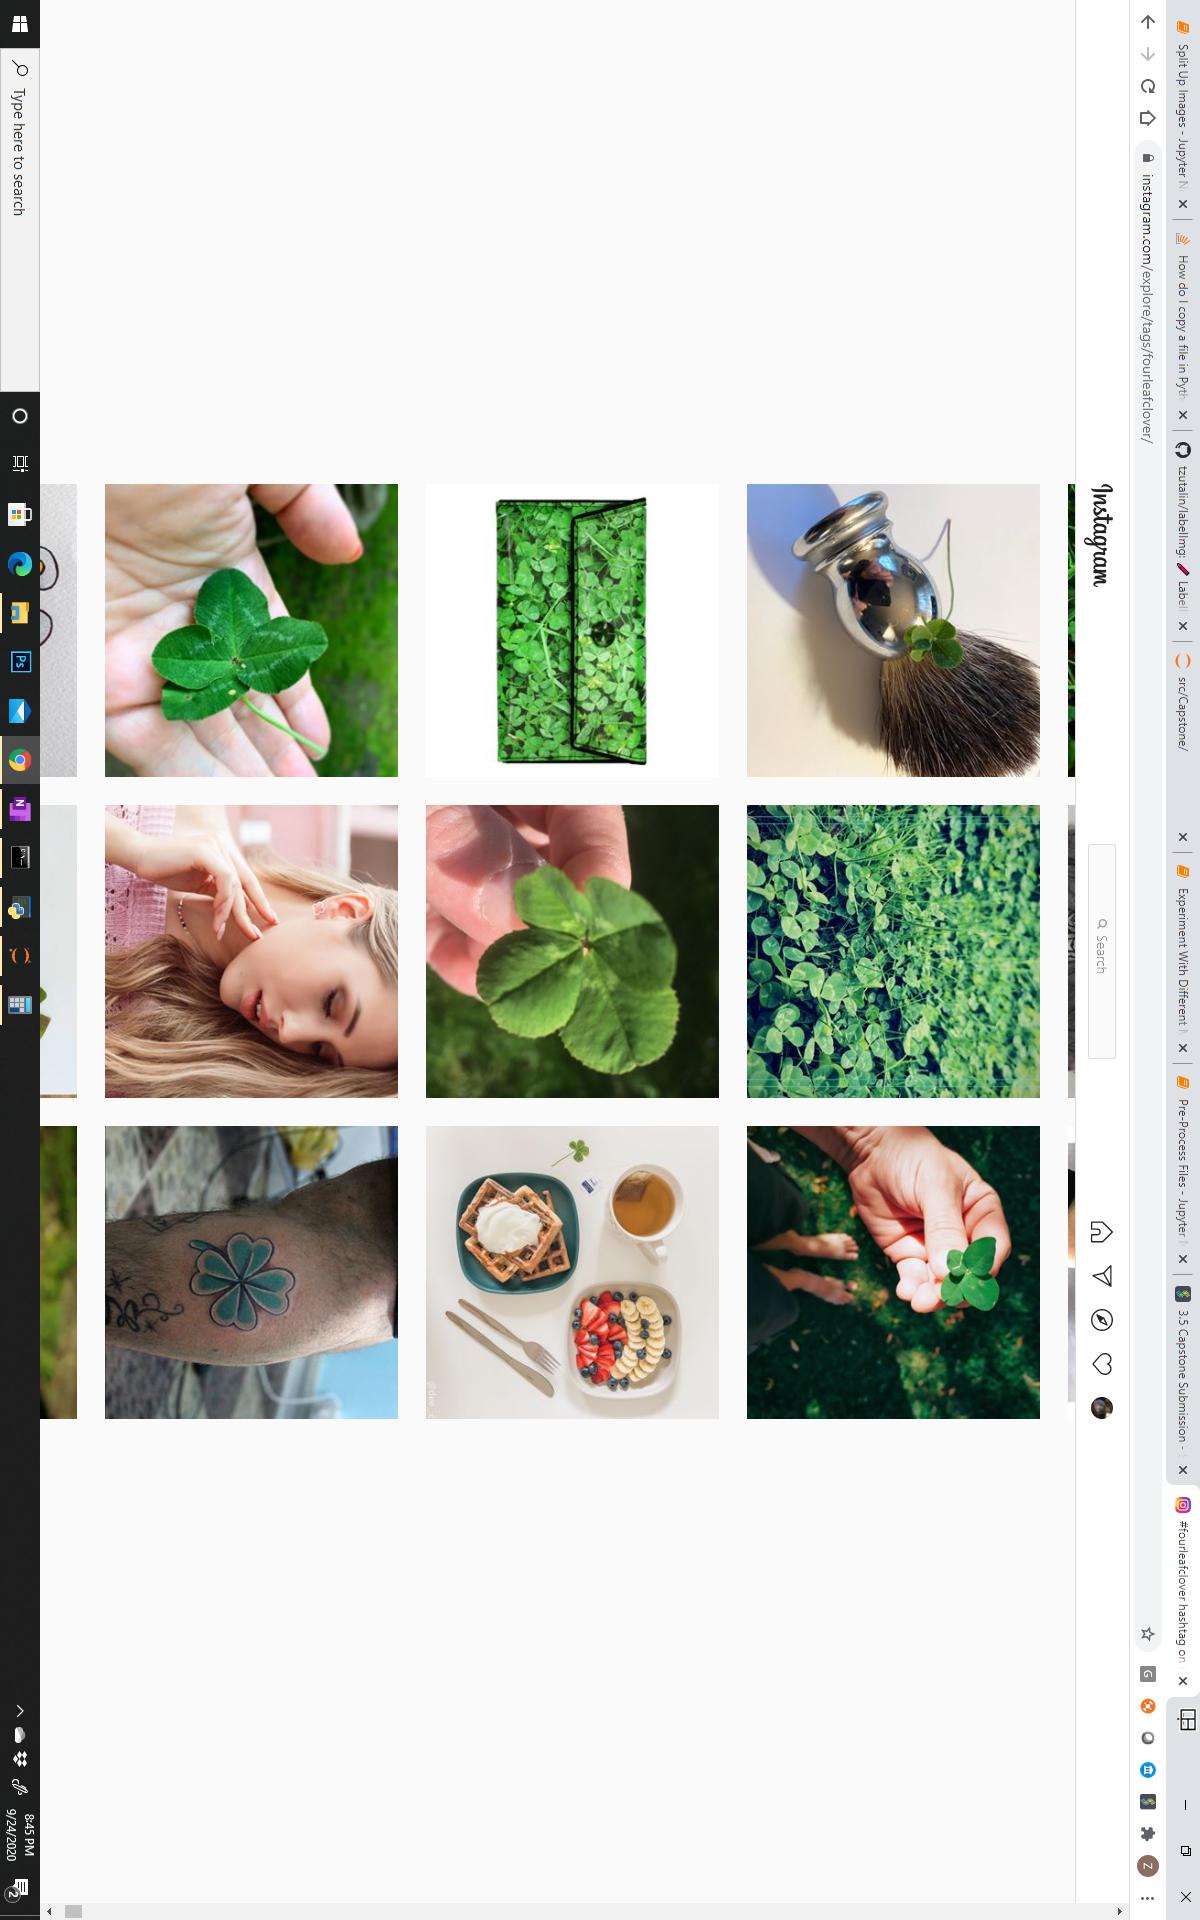 Split Up Images - Jupyter N
How do I copy a file in Pyth
tzutalin/labelImg: Label
src/Capstone/
Experiment With Different
Pre-Process Files - Jupyter
3.5 Capstone Submission -
#fourleafclover hashtag on
instagram.com/explore/tags/fourleafclover/
G
Z
Instagram
Search
Type here to search
Ps
N
8:45 PM
9/24/2020
2